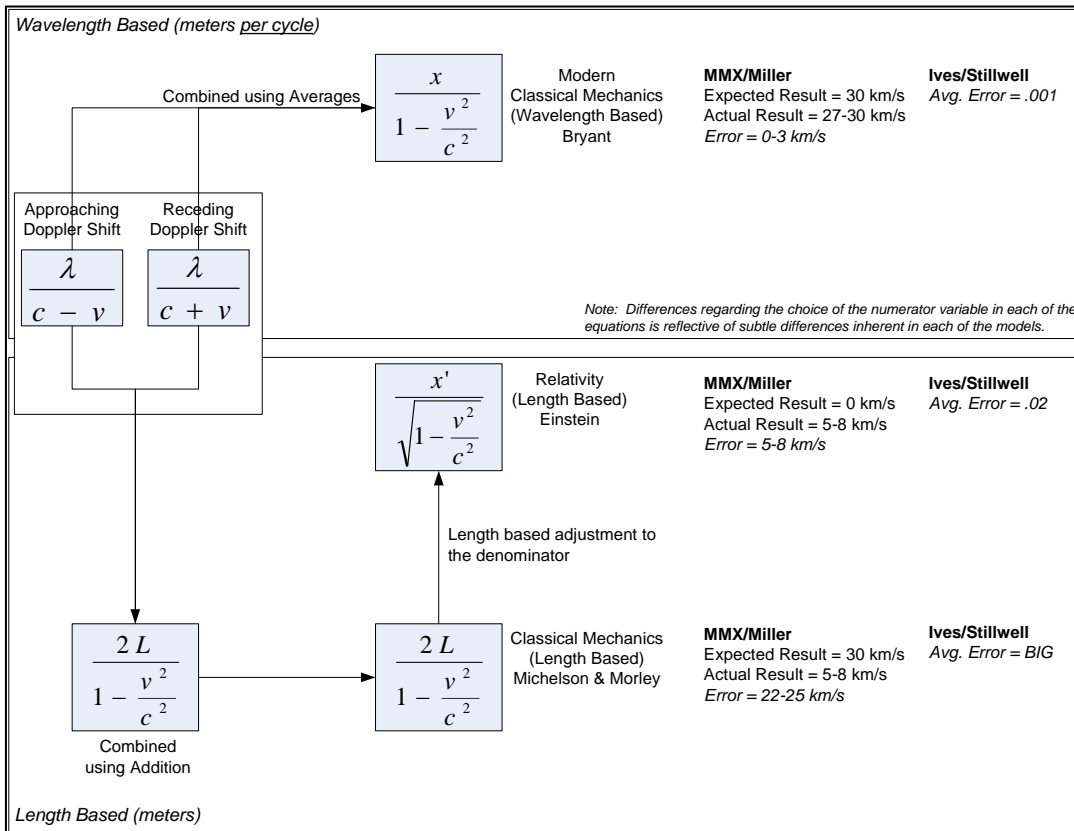 Wavelength Based (meters per cycle)
Combined using Averages
x
1 − v²
c²
Modern
Classical Mechanics
(Wavelength Based)
Bryant
MMX/Miller
Expected Result = 30 km/s
Actual Result = 27-30 km/s
Error = 0-3 km/s
Ives/Stillwell
Avg. Error = .001
Approaching
Doppler Shift
λ
c − v
Receding
Doppler Shift
λ
c + v
Note: Differences regarding the choice of the numerator variable in each of the
equations is reflective of subtle differences inherent in each of the models.
x'
√1 − v²
c²
Relativity
(Length Based)
Einstein
MMX/Miller
Expected Result = 0 km/s
Actual Result = 5-8 km/s
Error = 5-8 km/s
Ives/Stillwell
Avg. Error = .02
Length based adjustment to
the denominator
2 L
1 − v²
c²
Combined
using Addition
2 L
1 − v²
c²
Classical Mechanics
(Length Based)
Michelson & Morley
MMX/Miller
Expected Result = 30 km/s
Actual Result = 5-8 km/s
Error = 22-25 km/s
Ives/Stillwell
Avg. Error = BIG
Length Based (meters)